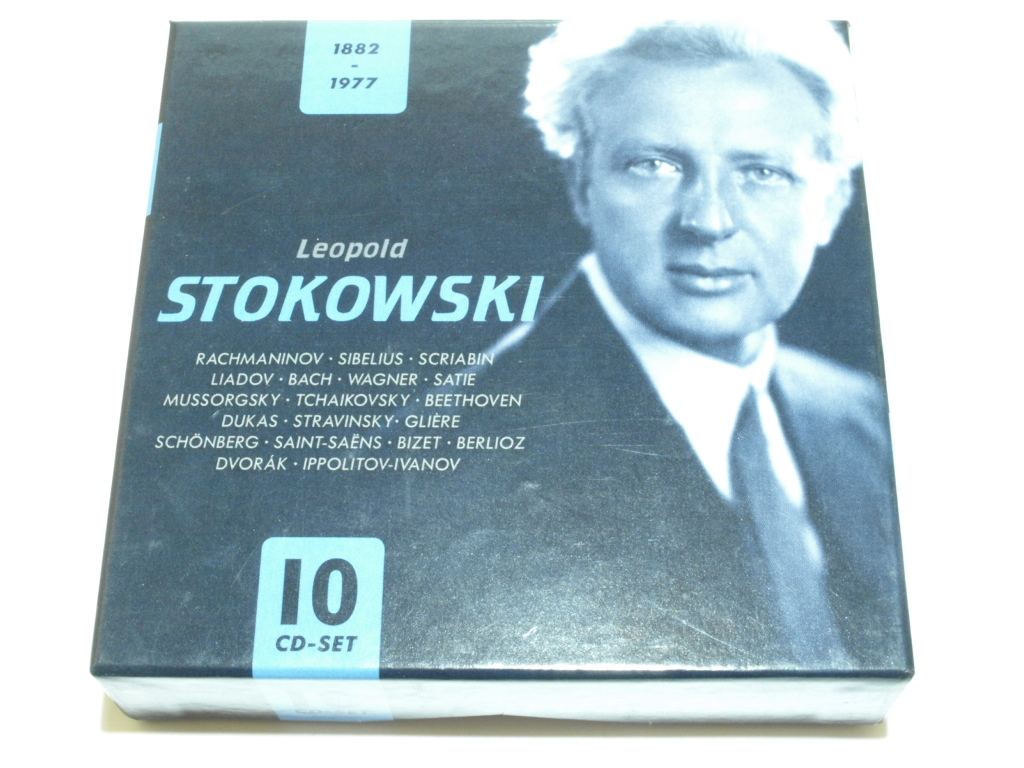 1882
-
1977
Leopold
STOKOWSKI
RACHMANINOV · SIBELIUS · SCRIABIN
LIADOV · BACH · WAGNER · SATIE
MUSSORGSKY · TCHAIKOVSKY · BEETHOVEN
DUKAS · STRAVINSKY · GLIÈRE
SCHÖNBERG · SAINT-SAËNS · BIZET · BERLIOZ
DVORÁK · IPPOLITOV-IVANOV
10
CD-SET